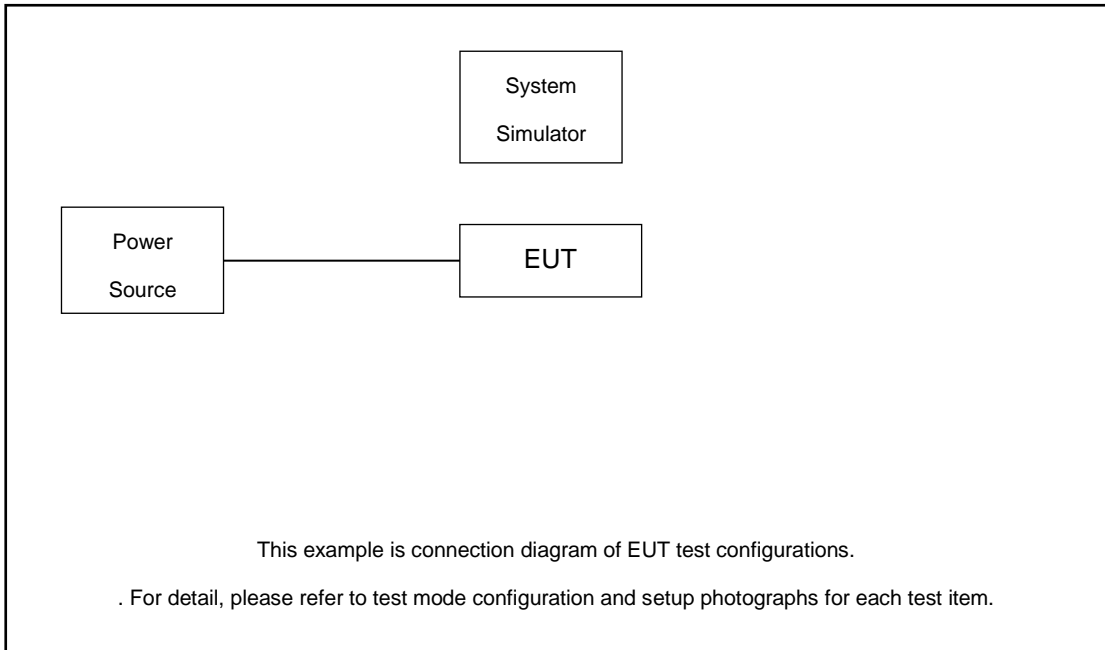 System
Simulator
Power
Source
EUT
This example is connection diagram of EUT test configurations.
. For detail, please refer to test mode configuration and setup photographs for each test item.